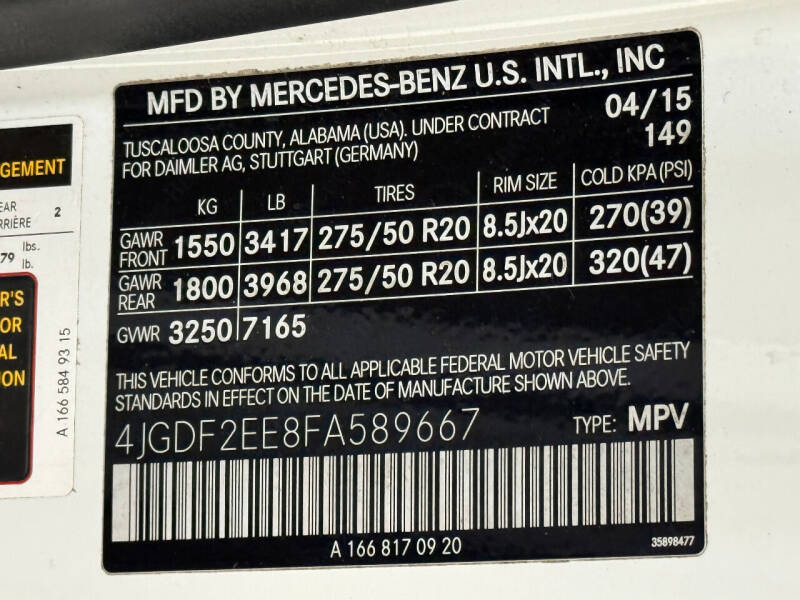 MFD BY MERCEDES-BENZ U.S. INTL., INC
TUSCALOOSA COUNTY, ALABAMA (USA). UNDER CONTRACT 04/15
FOR DAIMLER AG, STUTTGART (GERMANY) 149
KG LB TIRES RIM SIZE COLD KPA (PSI)
GAWR FRONT 1550 3417 275/50 R20 8.5Jx20 270(39)
GAWR REAR 1800 3968 275/50 R20 8.5Jx20 320(47)
GVWR 3250 7165
THIS VEHICLE CONFORMS TO ALL APPLICABLE FEDERAL MOTOR VEHICLE SAFETY
STANDARDS IN EFFECT ON THE DATE OF MANUFACTURE SHOWN ABOVE.
4JGDF2EE8FA589667 TYPE: MPV
A 166 817 09 20 35898477
GEMENT
EAR
RRIÈRE 2
79 lbs.
lb.
R'S
OR
AL
ION
A 166 584 93 15